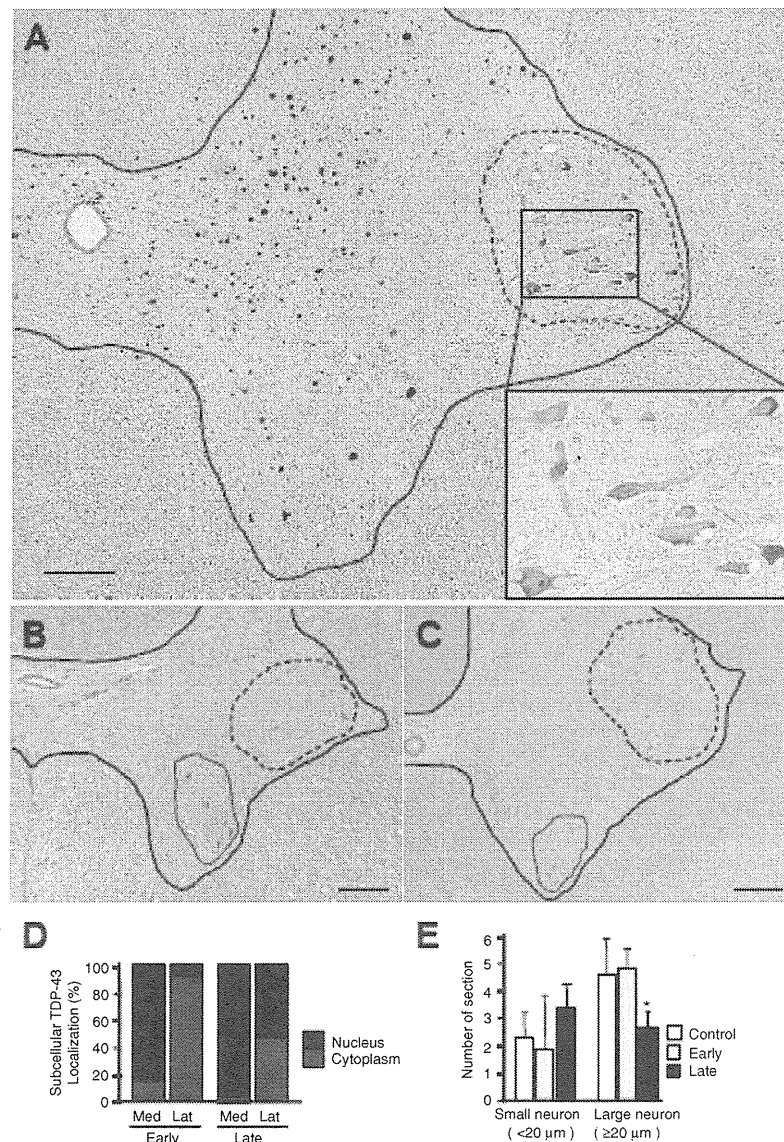 A
B
C
D
Subcellular TDP-43
Localization (%)
100
80
60
40
20
0
Med Lat Med Lat
Early Late
Nucleus
Cytoplasm
E
Number of section
6
5
4
3
2
1
0
*
Small neuron Large neuron
( <20 µm ) ( ≥20 µm )
Control
Early
Late